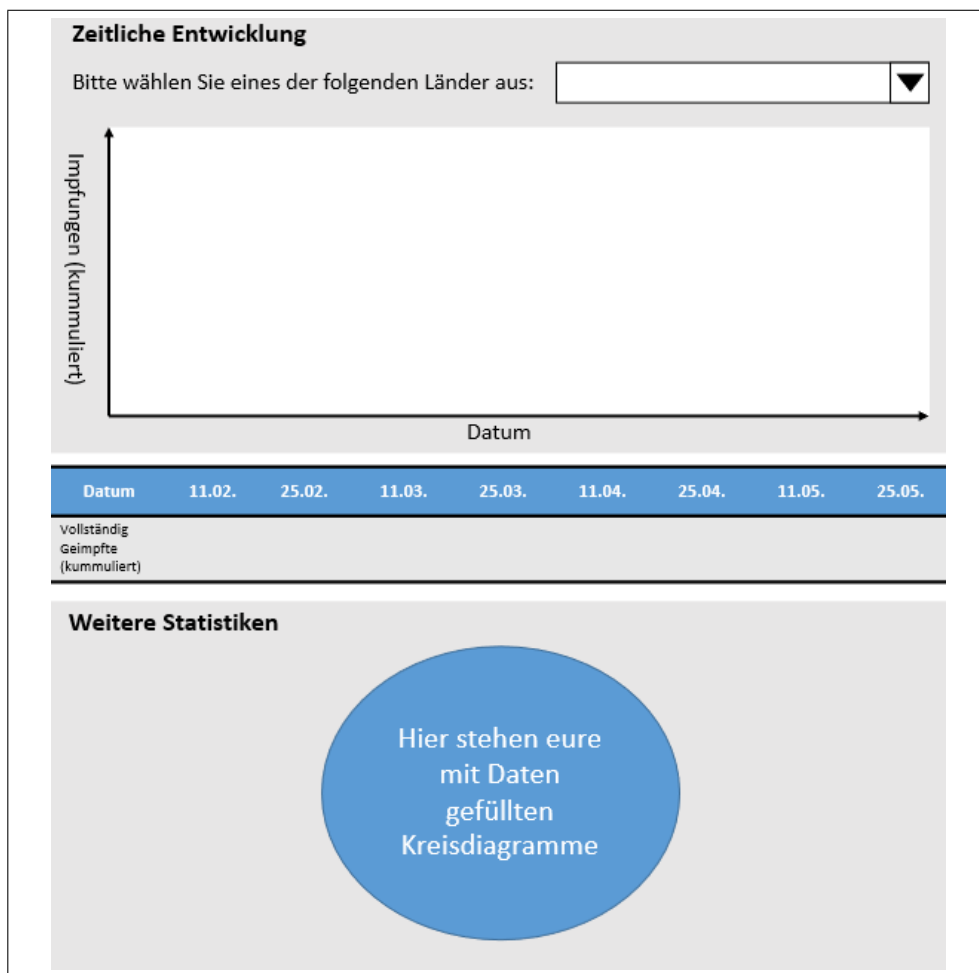 Zeitliche Entwicklung
Bitte wählen Sie eines der folgenden Länder aus:
Impfungen (kummuliert)
Datum
Datum 11.02. 25.02. 11.03. 25.03. 11.04. 25.04. 11.05. 25.05.
Vollständig
Geimpfte
(kummuliert)
Weitere Statistiken
Hier stehen eure
mit Daten
gefüllten
Kreisdiagramme